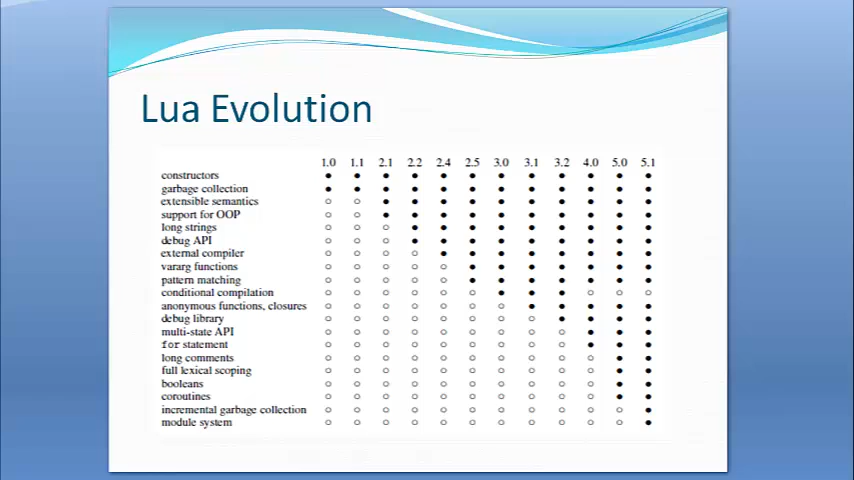 Lua Evolution
1.0 1.1 2.1 2.2 2.4 2.5 3.0 3.1 3.2 4.0 5.0 5.1
constructors ● ● ● ● ● ● ● ● ● ● ● ●
garbage collection ● ● ● ● ● ● ● ● ● ● ● ●
extensible semantics ○ ○ ● ● ● ● ● ● ● ● ● ●
support for OOP ○ ○ ● ● ● ● ● ● ● ● ● ●
long strings ○ ○ ○ ● ● ● ● ● ● ● ● ●
debug API ○ ○ ○ ● ● ● ● ● ● ● ● ●
external compiler ○ ○ ○ ○ ● ● ● ● ● ● ● ●
vararg functions ○ ○ ○ ○ ○ ● ● ● ● ● ● ●
pattern matching ○ ○ ○ ○ ○ ● ● ● ● ● ● ●
conditional compilation ○ ○ ○ ○ ○ ○ ● ● ● ○ ○ ○
anonymous functions, closures ○ ○ ○ ○ ○ ○ ○ ● ● ● ● ●
debug library ○ ○ ○ ○ ○ ○ ○ ○ ● ● ● ●
multi-state API ○ ○ ○ ○ ○ ○ ○ ○ ○ ● ● ●
for statement ○ ○ ○ ○ ○ ○ ○ ○ ○ ● ● ●
long comments ○ ○ ○ ○ ○ ○ ○ ○ ○ ○ ● ●
full lexical scoping ○ ○ ○ ○ ○ ○ ○ ○ ○ ○ ● ●
booleans ○ ○ ○ ○ ○ ○ ○ ○ ○ ○ ● ●
coroutines ○ ○ ○ ○ ○ ○ ○ ○ ○ ○ ● ●
incremental garbage collection ○ ○ ○ ○ ○ ○ ○ ○ ○ ○ ○ ●
module system ○ ○ ○ ○ ○ ○ ○ ○ ○ ○ ○ ●